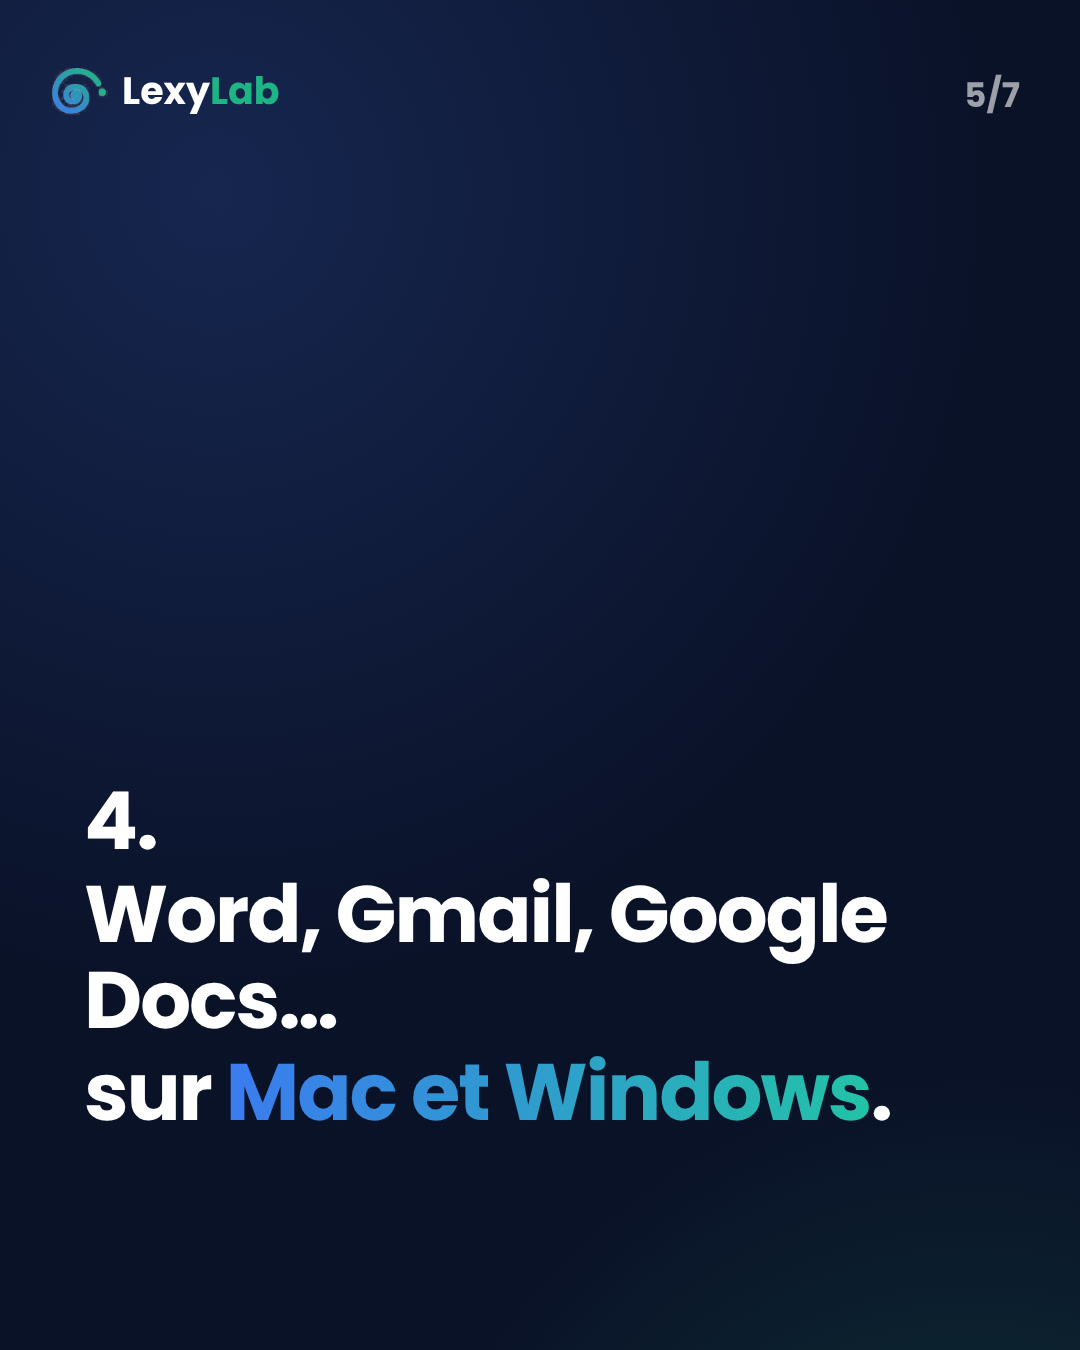 LexyLab
5/7
4.
Word, Gmail, Google
Docs...
sur Mac et Windows.